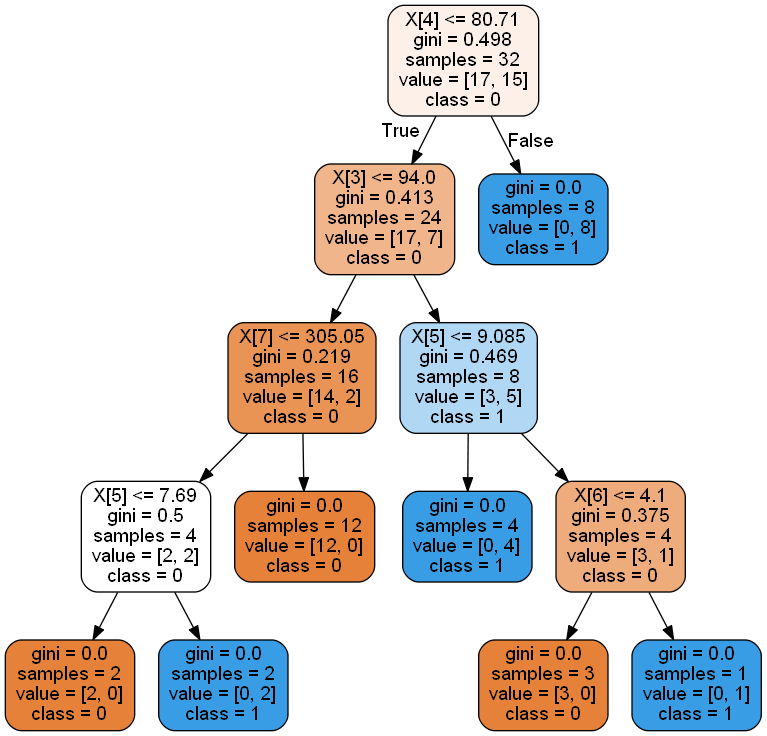 X[4] <= 80.71
gini = 0.498
samples = 32
value = [17, 15]
class = 0
True
False
X[3] <= 94.0
gini = 0.413
samples = 24
value = [17, 7]
class = 0
gini = 0.0
samples = 8
value = [0, 8]
class = 1
X[7] <= 305.05
gini = 0.219
samples = 16
value = [14, 2]
class = 0
X[5] <= 9.085
gini = 0.469
samples = 8
value = [3, 5]
class = 1
X[5] <= 7.69
gini = 0.5
samples = 4
value = [2, 2]
class = 0
gini = 0.0
samples = 12
value = [12, 0]
class = 0
gini = 0.0
samples = 4
value = [0, 4]
class = 1
X[6] <= 4.1
gini = 0.375
samples = 4
value = [3, 1]
class = 0
gini = 0.0
samples = 2
value = [2, 0]
class = 0
gini = 0.0
samples = 2
value = [0, 2]
class = 1
gini = 0.0
samples = 3
value = [3, 0]
class = 0
gini = 0.0
samples = 1
value = [0, 1]
class = 1